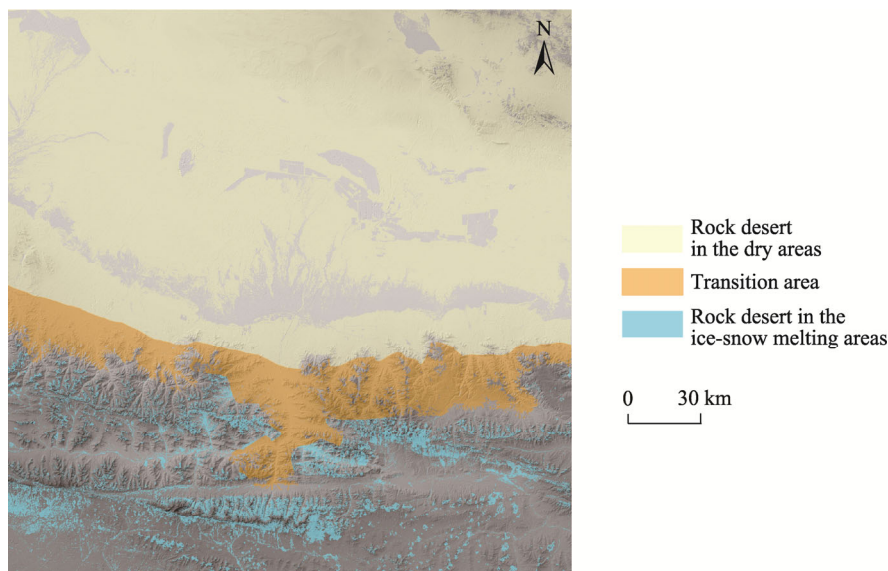 N
Rock desert
in the dry areas
Transition area
Rock desert in the
ice-snow melting areas
0 30 km